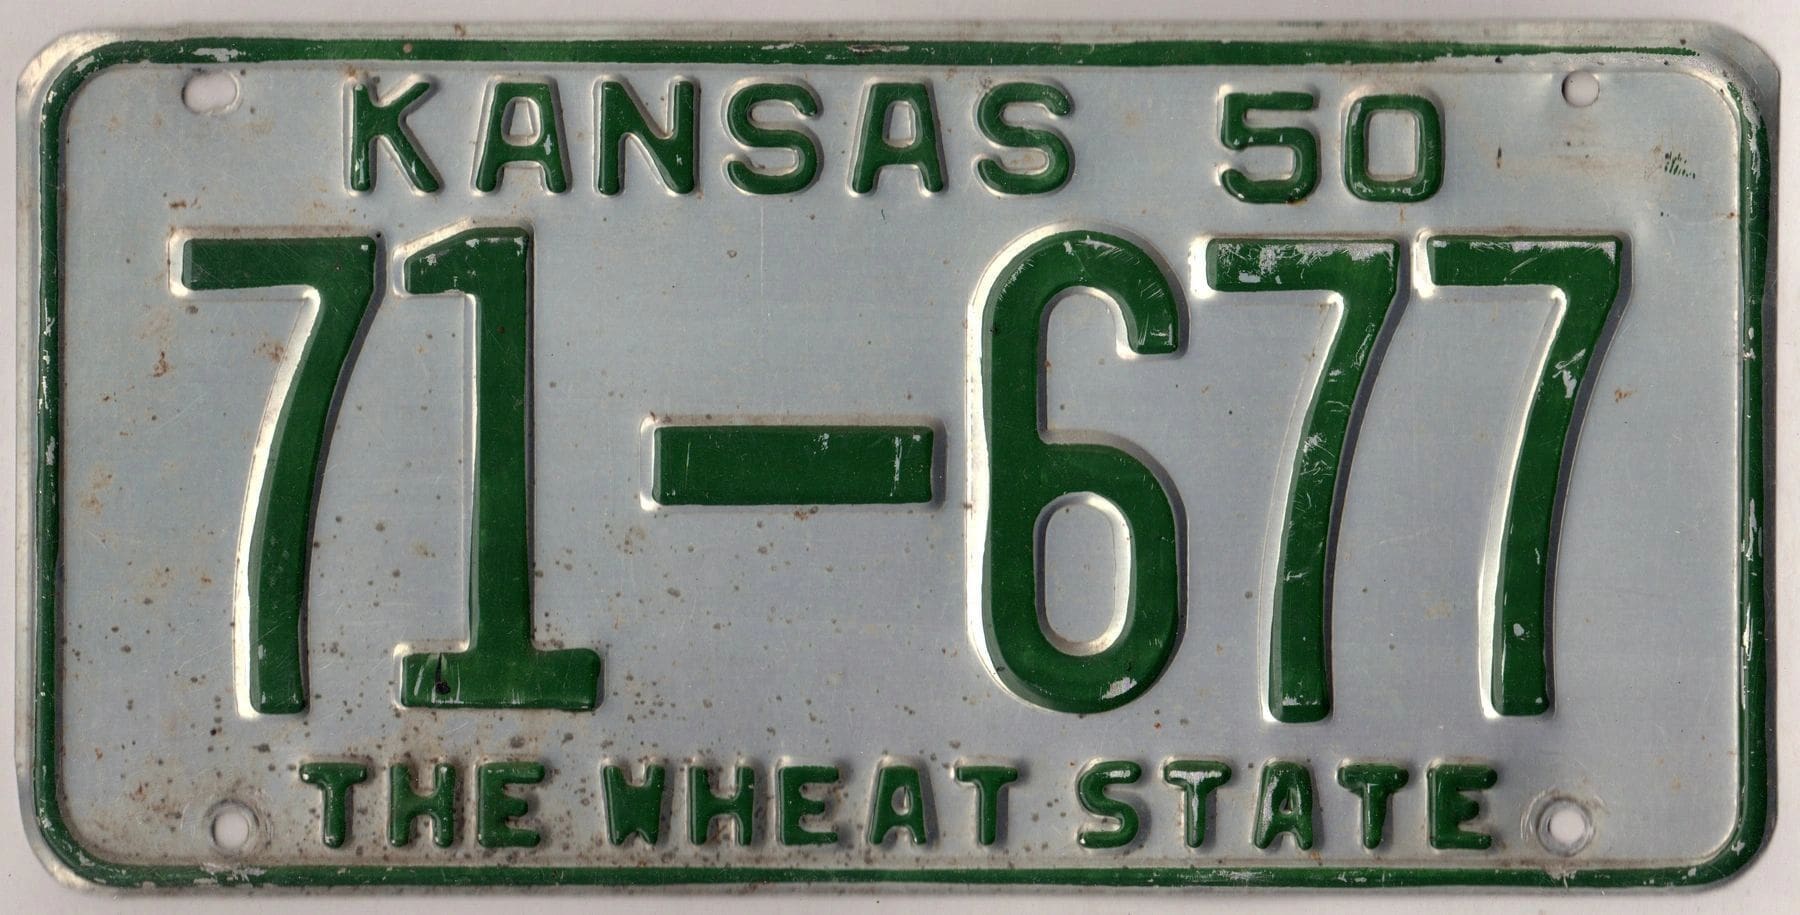 KANSAS 50
71-677
THE WHEAT STATE